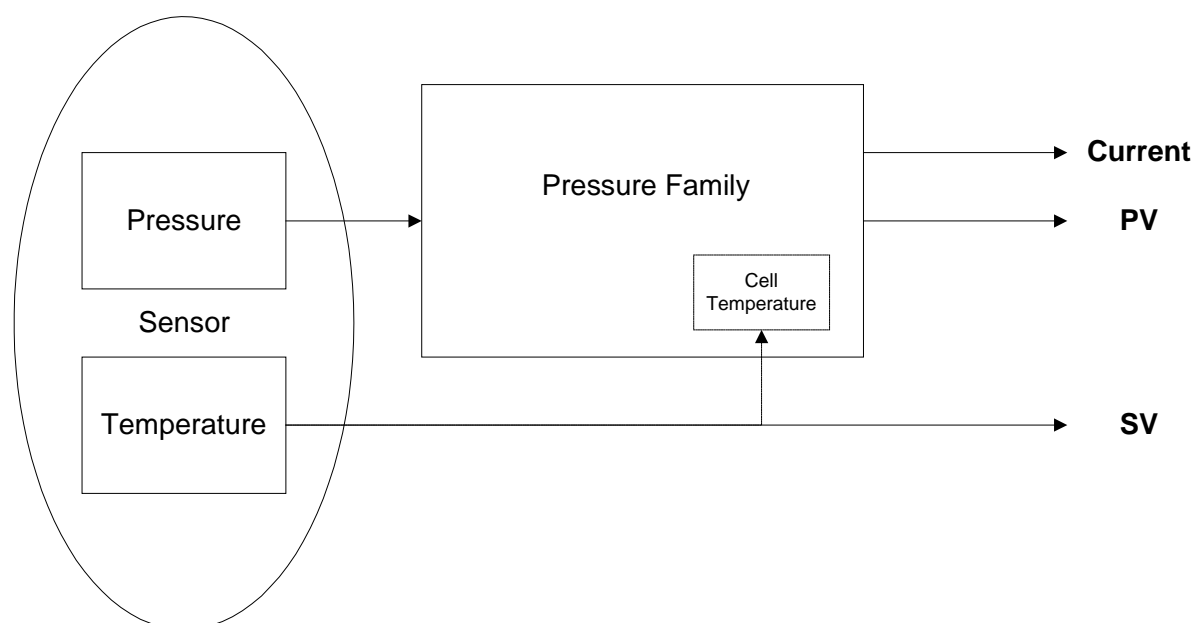 Current
Pressure Family
Pressure
PV
Cell
Temperature
Sensor
Temperature
SV